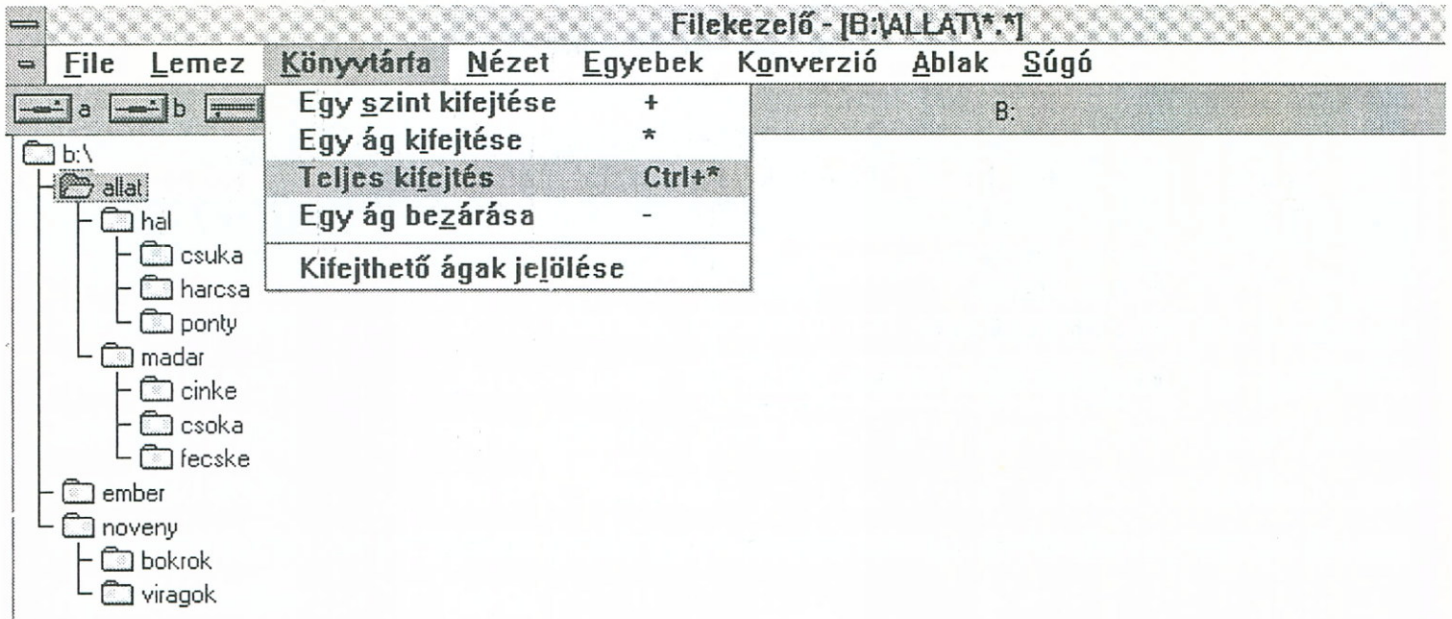 Filekezelő - [B:\ALLAT\*.*]
File Lemez Könyvtárfa Nézet Egyebek Konverzió Ablak Súgó
a b B:
Egy szint kifejtése +
Egy ág kifejtése *
Teljes kifejtés Ctrl+*
Egy ág bezárása -
Kifejthető ágak jelölése
b:\
allat
hal
csuka
harcsa
ponty
madar
cinke
csoka
fecske
ember
noveny
bokrok
viragok